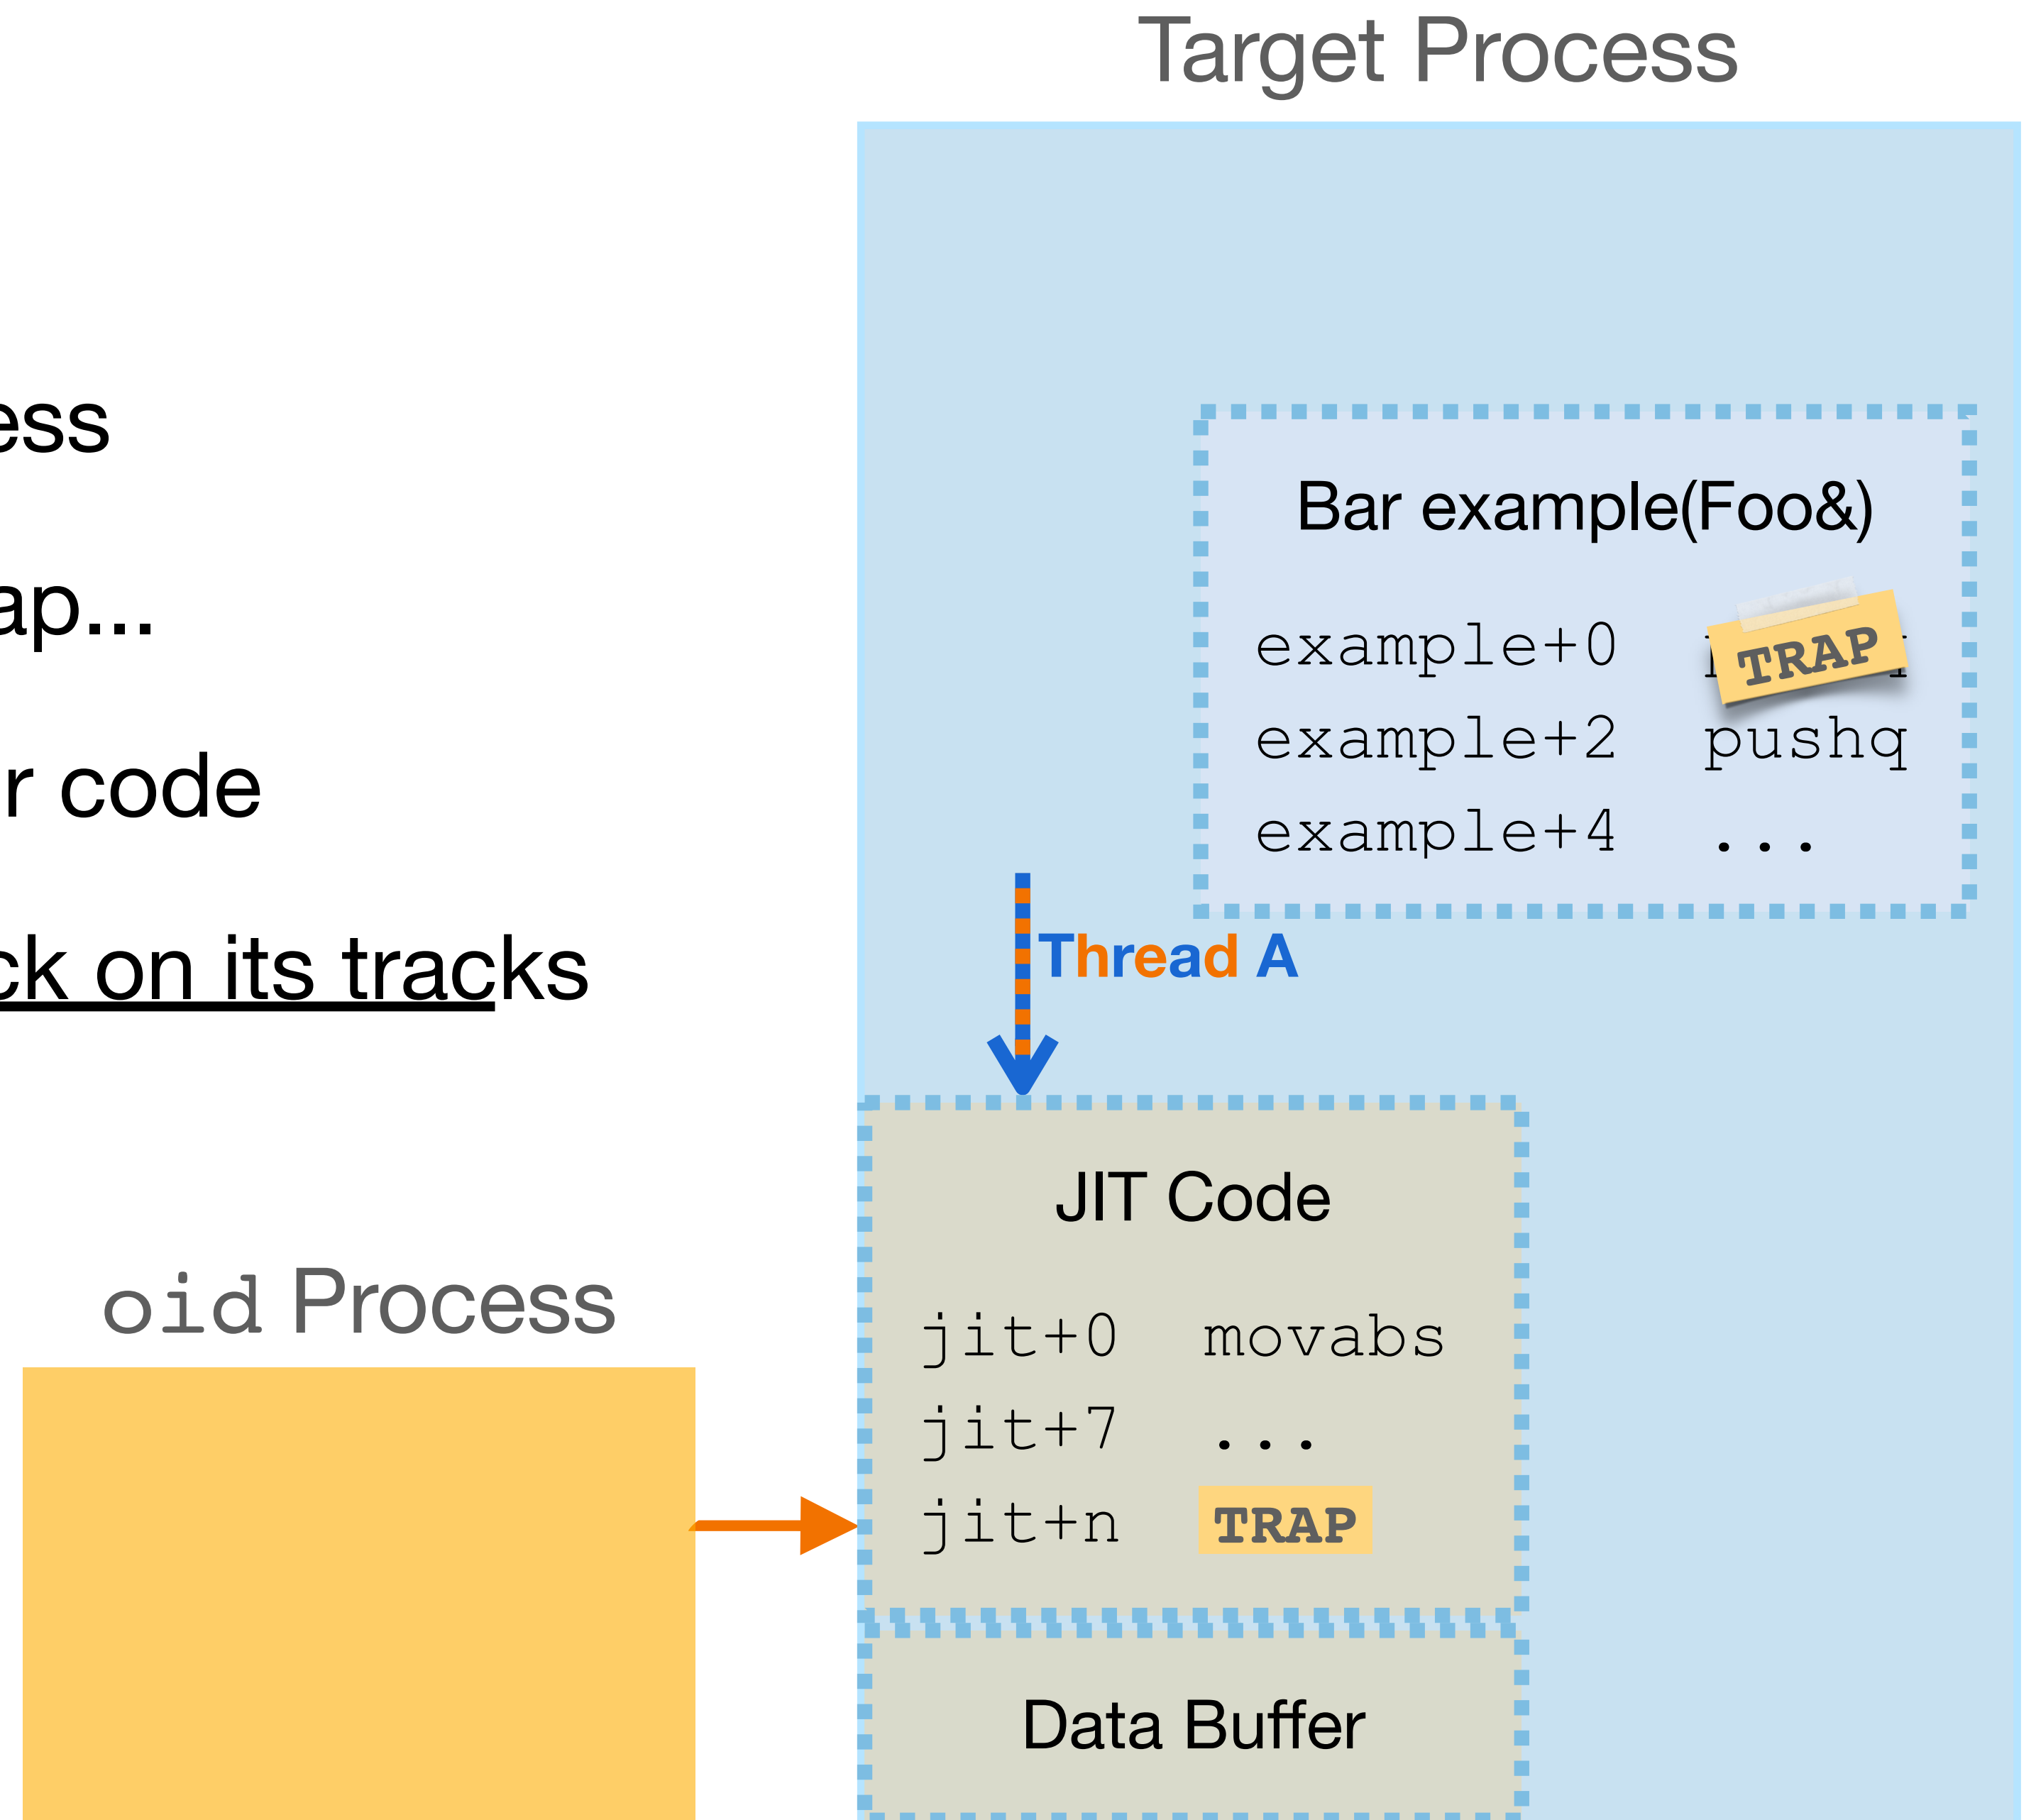 Target Process
ess
ap...
r code
ck on its tracks
Bar example(Foo&)
example+0 TRAP
example+2 pushq
example+4 ...
Thread A
JIT Code
jit+0 movabs
jit+7 ...
jit+n TRAP
Data Buffer
oid Process